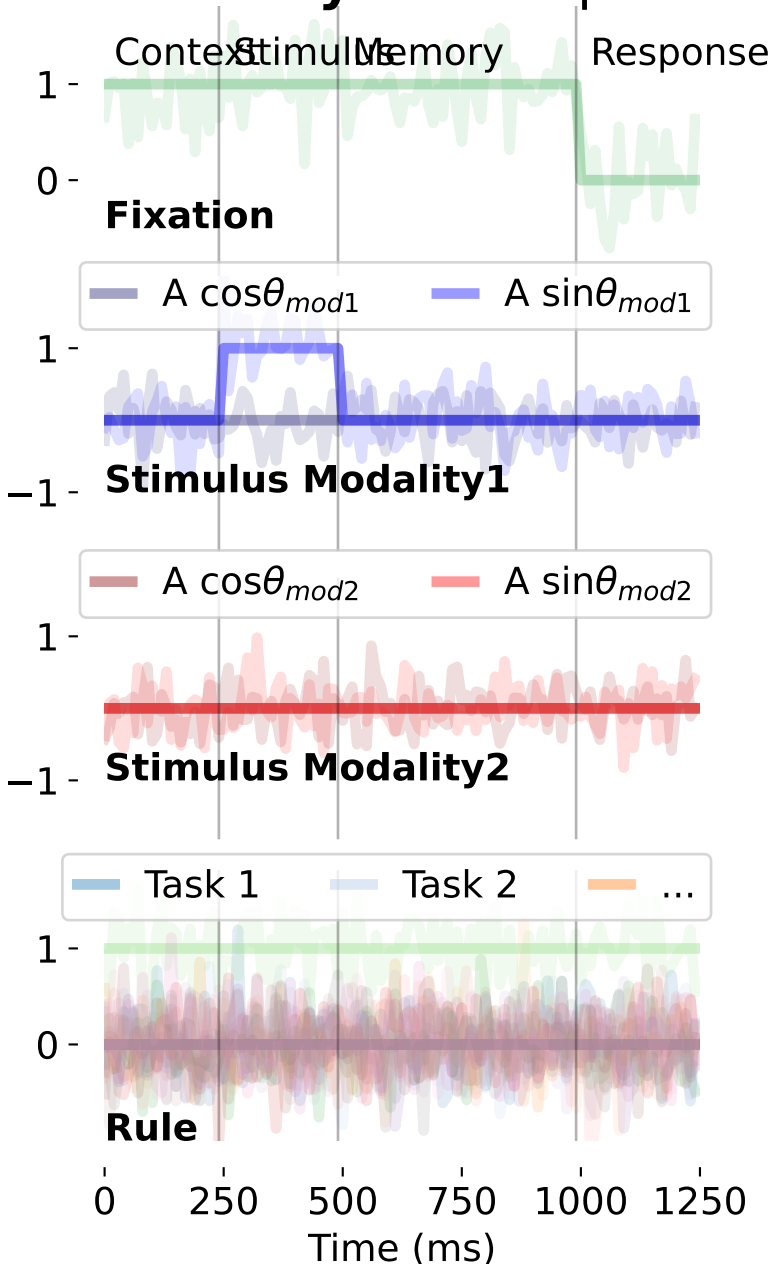 Context Stimulus Memory Response
1
0
Fixation
A cosθmod1 A sinθmod1
1
−1
Stimulus Modality1
A cosθmod2 A sinθmod2
1
−1
Stimulus Modality2
Task 1 Task 2 ...
1
0
Rule
0 250 500 750 1000 1250
Time (ms)